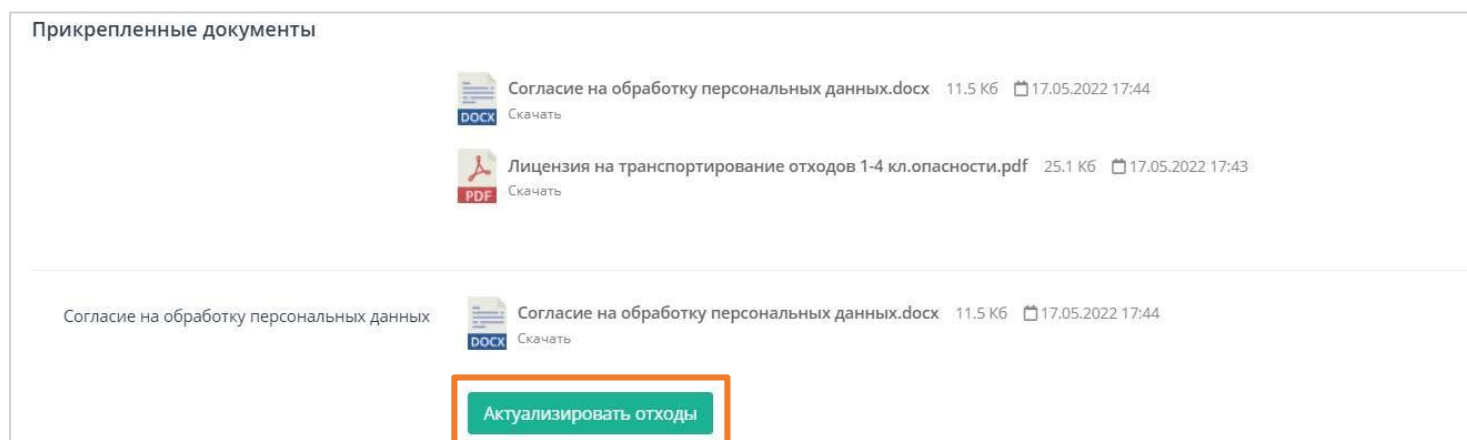 Прикрепленные документы
Согласие на обработку персональных данных.docx 11.5 Кб 17.05.2022 17:44
DOCX Скачать
Лицензия на транспортирование отходов 1-4 кл.опасности.pdf 25.1 Кб 17.05.2022 17:43
PDF Скачать
Согласие на обработку персональных данных Согласие на обработку персональных данных.docx 11.5 Кб 17.05.2022 17:44
DOCX Скачать
Актуализировать отходы